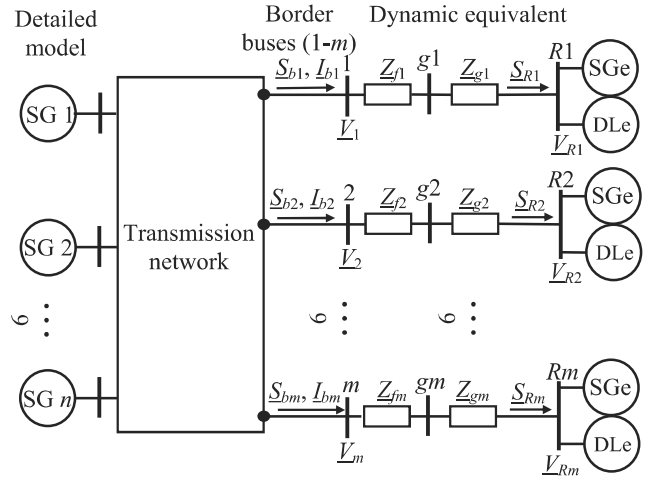 Detailed model
Border buses (1-m)
Dynamic equivalent
S_b1, I_b1 1 Z_f1 g1 Z_g1 S_R1 R1 SGe
SG 1
V_1
V_R1
DLe
S_b2, I_b2 2 Z_f2 g2 Z_g2 S_R2 R2 SGe
SG 2
Transmission network
V_2
V_R2
DLe
6 ...
6 ...
...
S_bm, I_bm m Z_fm gm Z_gm S_Rm Rm SGe
SG n
V_m
V_Rm
DLe